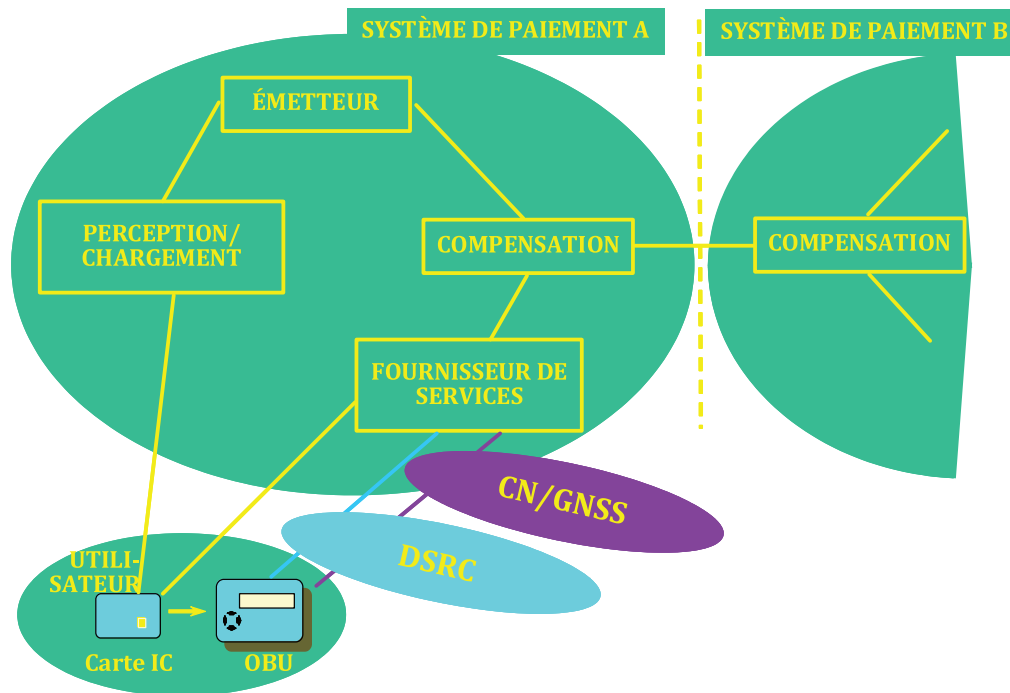 SYSTÈME DE PAIEMENT A
SYSTÈME DE PAIEMENT B
ÉMETTEUR
PERCEPTION/
CHARGEMENT
COMPENSATION
COMPENSATION
FOURNISSEUR DE
SERVICES
CN/GNSS
DSRC
UTILI-
SATEUR
Carte IC
OBU